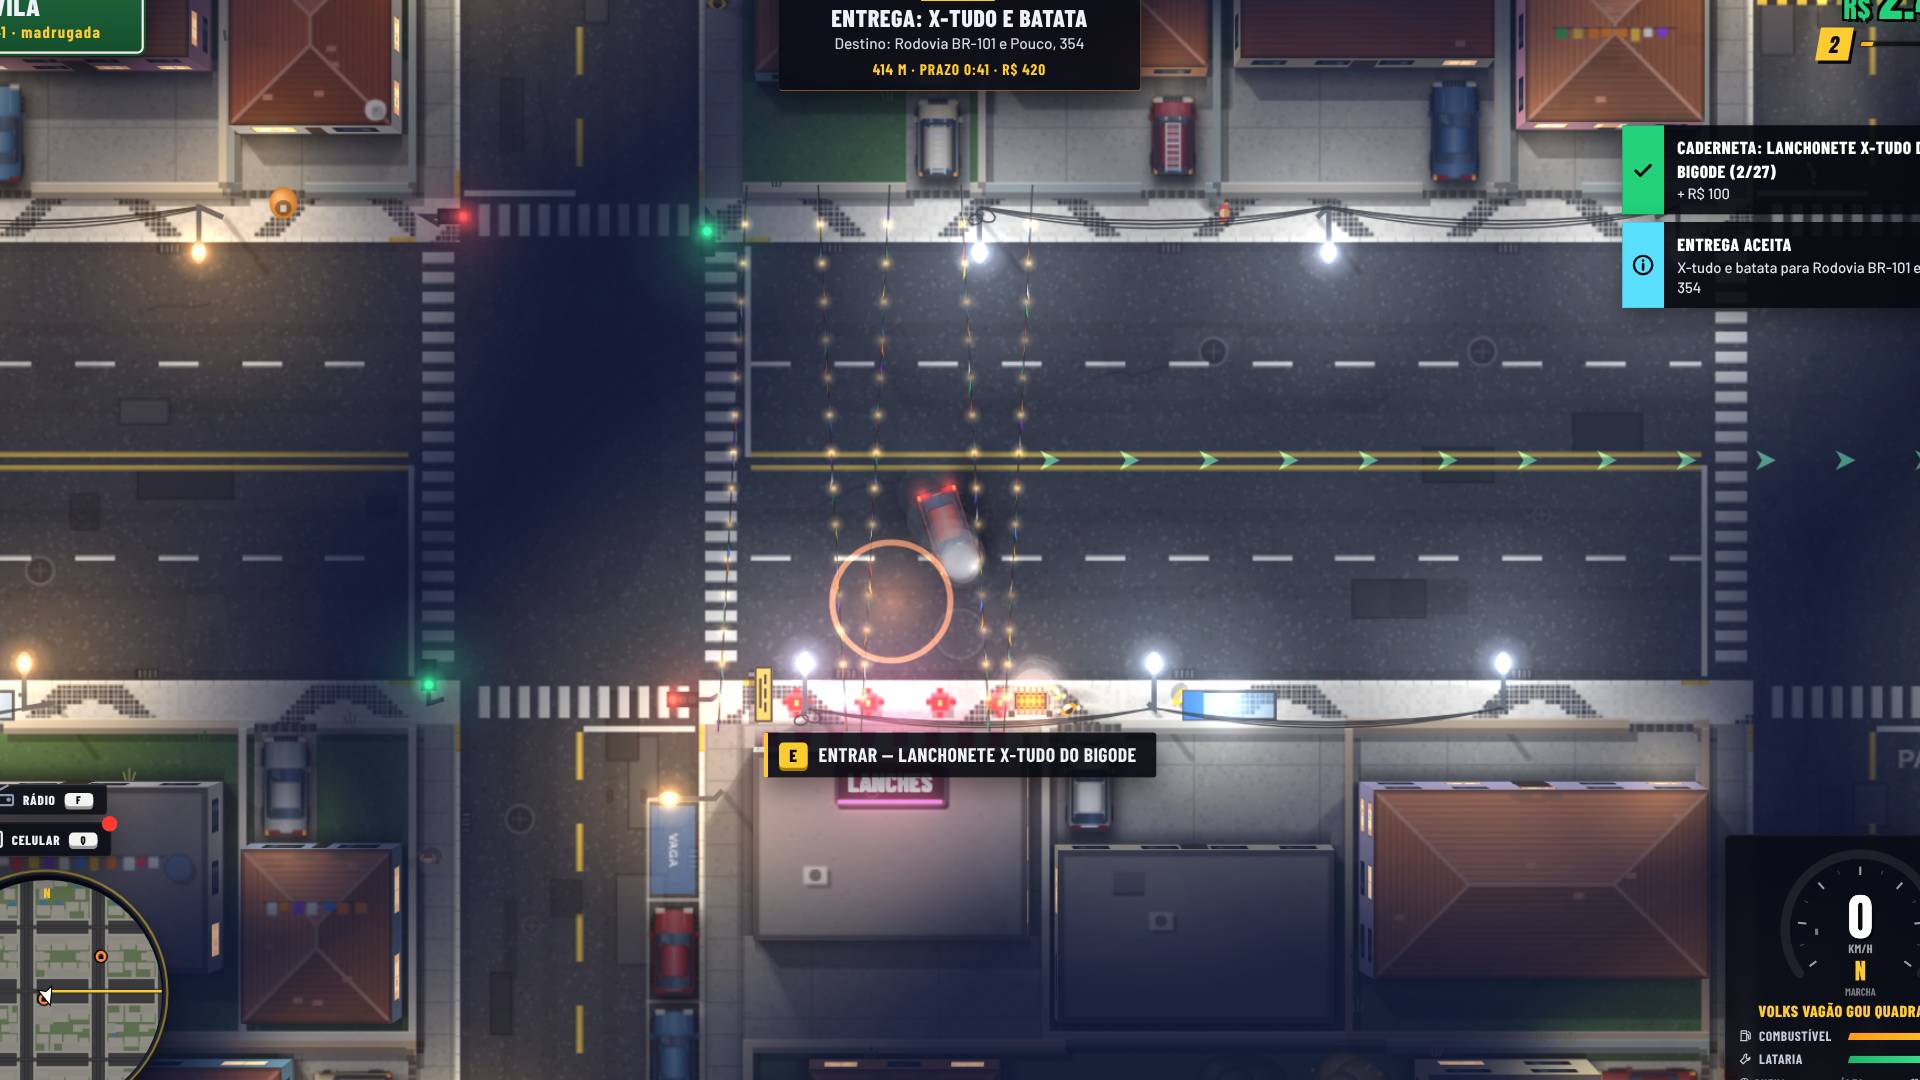 VILA
1 · madrugada
ENTREGA: X-TUDO E BATATA
Destino: Rodovia BR-101 e Pouco, 354
414 M · PRAZO 0:41 · R$ 420
R$ 2.
2
CADERNETA: LANCHONETE X-TUDO D
BIGODE (2/27)
+ R$ 100
ENTREGA ACEITA
X-tudo e batata para Rodovia BR-101 e
354
E ENTRAR – LANCHONETE X-TUDO DO BIGODE
LANCHES
VAGA
RÁDIO F
CELULAR Q
N
PA
0
KM/H
N
MARCHA
VOLKS VAGÃO GOU QUADRA
COMBUSTÍVEL
LATARIA